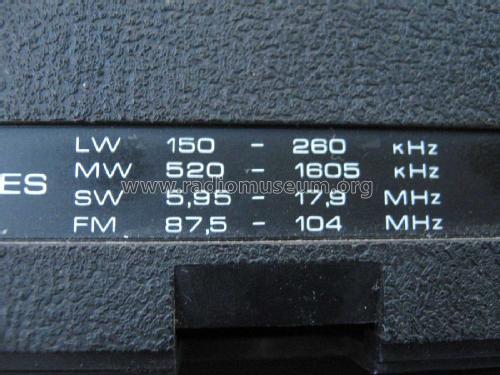 LW 150 – 260 kHz
MW 520 – 1605 kHz
ES
SW 5,95 – 17,9 MHz
FM 87,5 – 104 MHz
www.radiomuseum.org